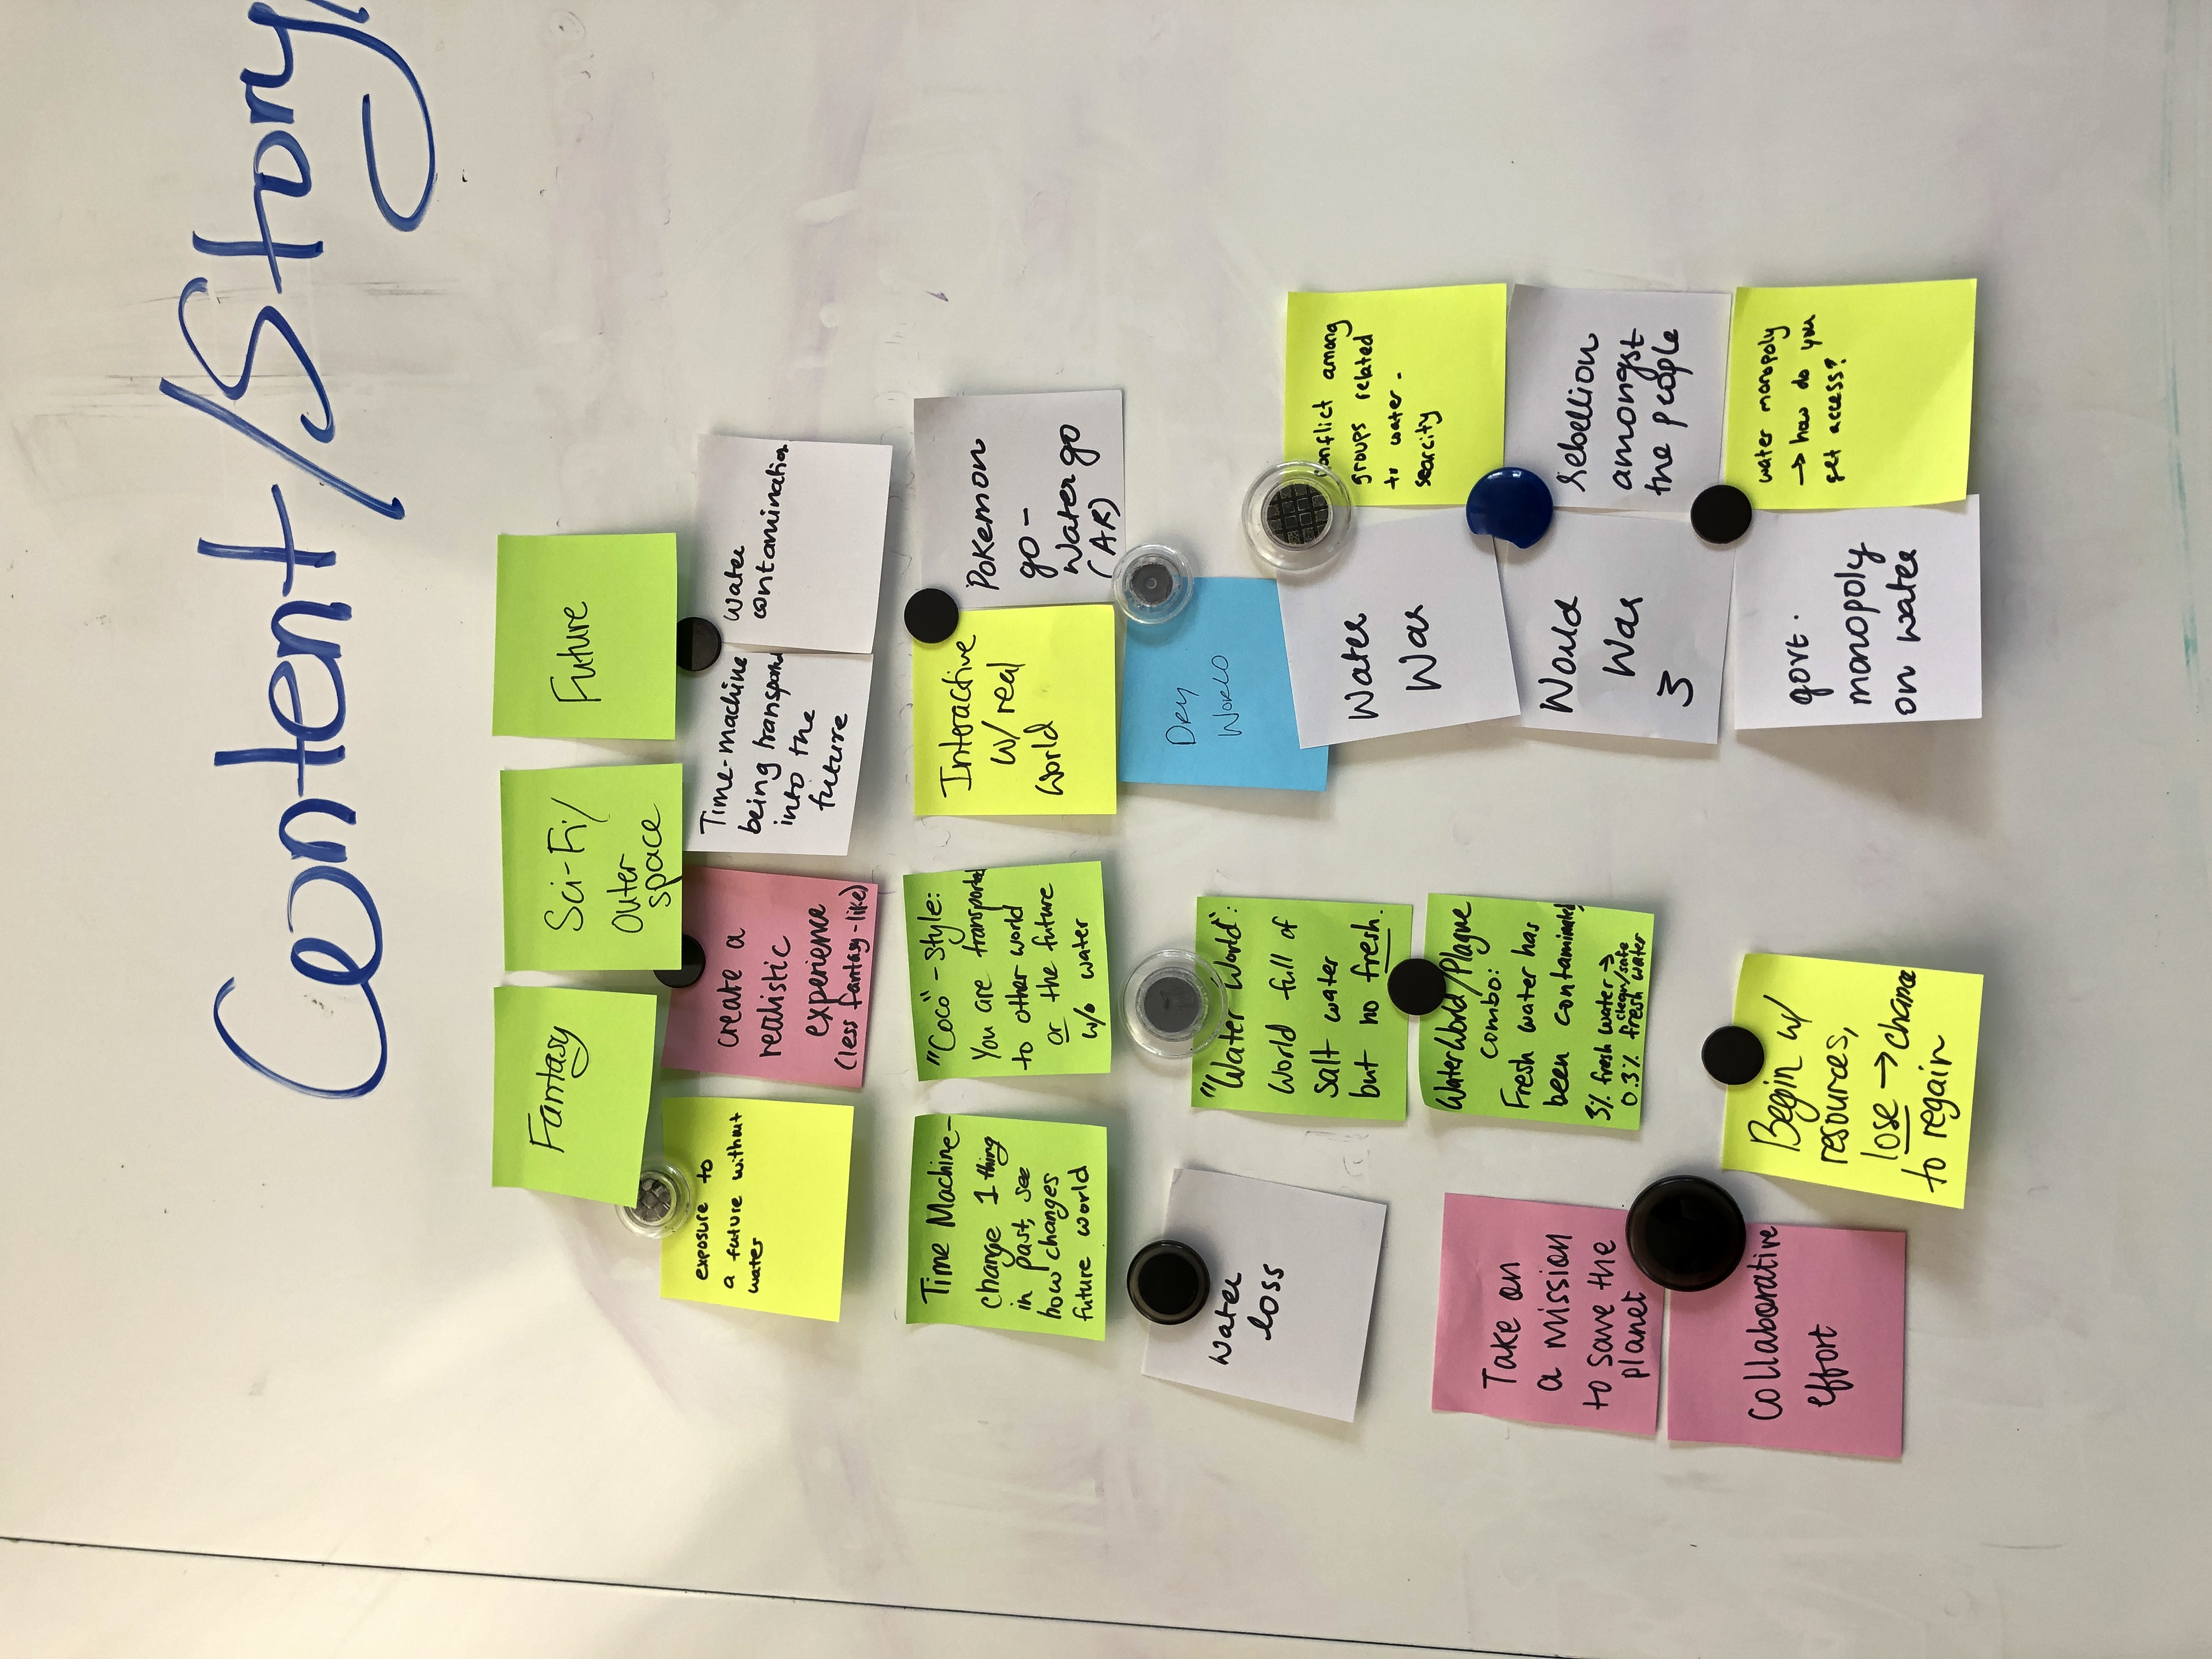 Content/Story/
Fantasy
Sci-Fi/
Outer
space
Future
exposure to
a future without
water
create a
realistic
experience
(less fantasy-like)
Time-machine
being transported
into the
future
Water
contamination
Time Machine-
change 1 thing
in past, see
how changes
future world
"Coco"-style:
You are transported
to other world
or the future
w/o water
Interactive
w/ real
world
Pokemon
go -
Water go
(AR)
Water
loss
"Water World":
World full of
salt water
but no fresh.
DRY
WORLD
Water
War
conflict among
groups related
to water-
scarcity
Take on
a mission
to save the
planet
WaterWorld/Plague
combo:
Fresh water has
been contaminated,
3% fresh water →
clean/safe
0.3% fresh water
World
War
3
rebellion
amongst
the people
Collaborative
effort
Begin w/
resources,
lose → chance
to regain
govt.
monopoly
on water
water monopoly
→ how do you
get access?